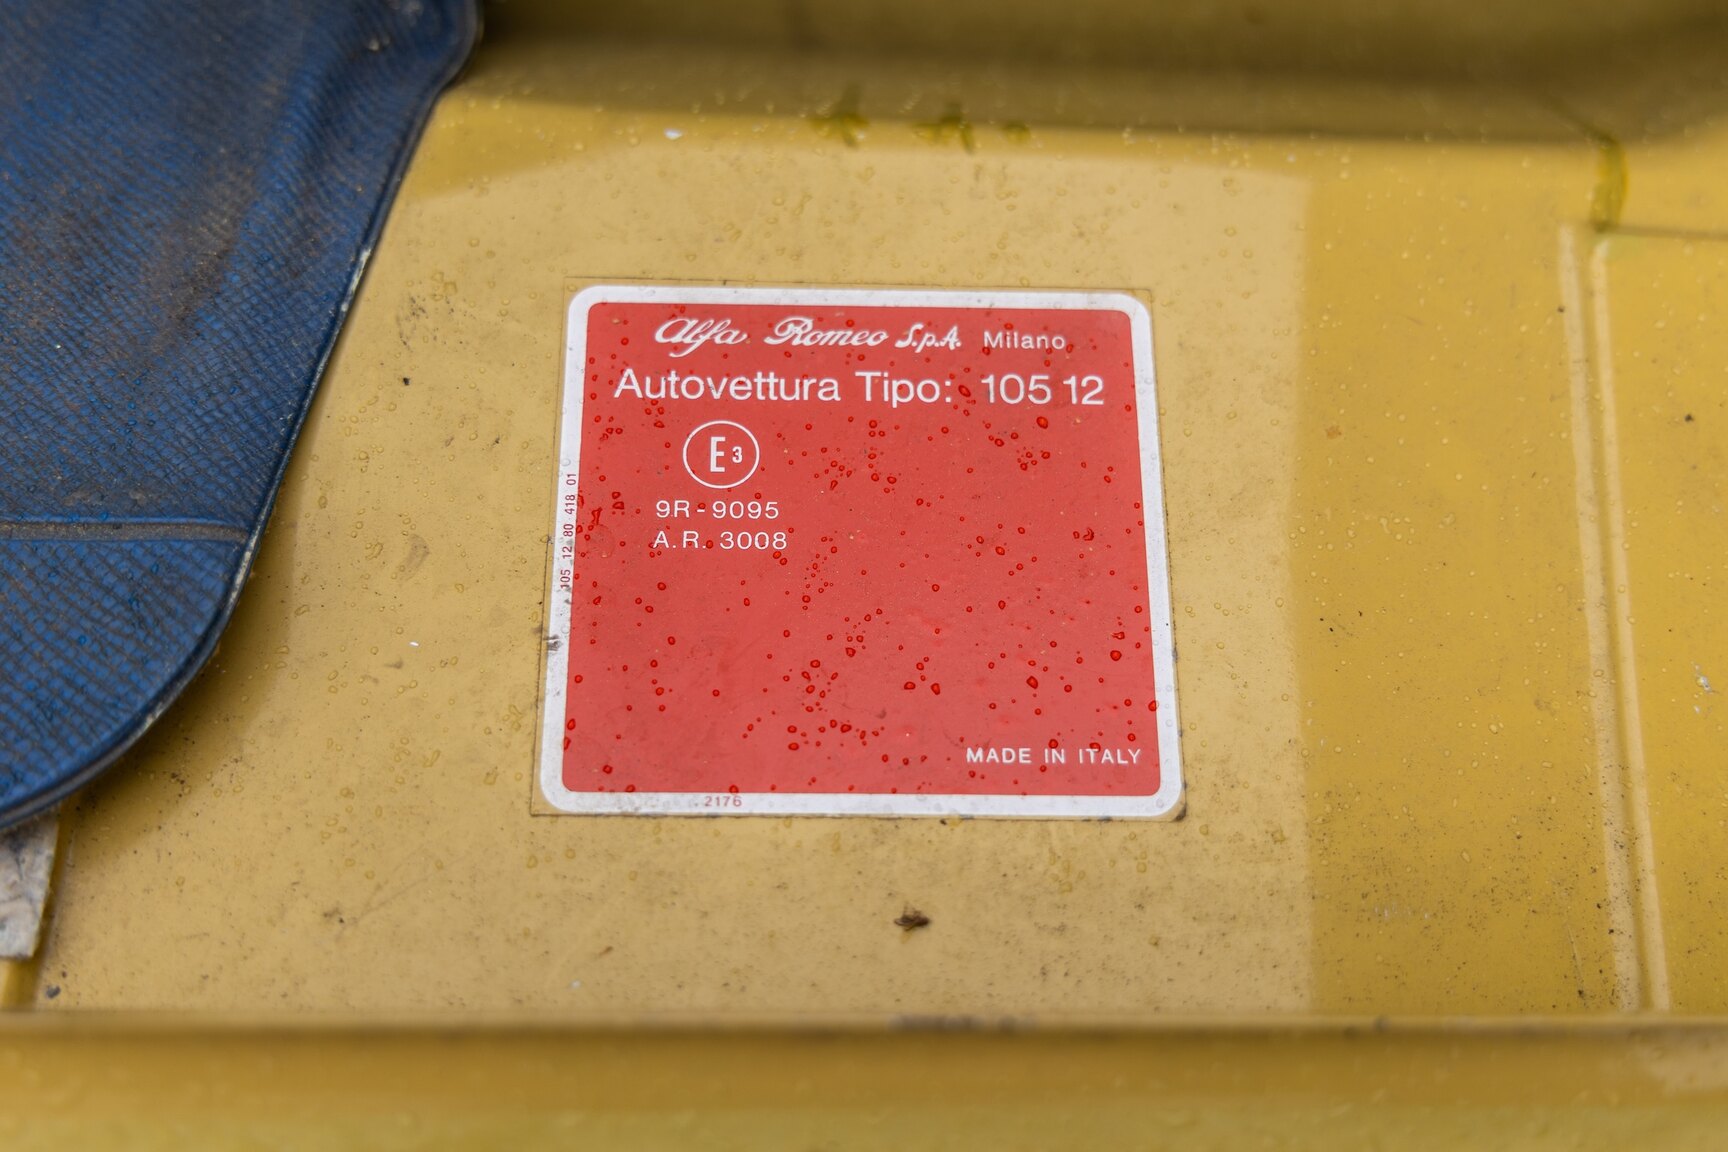 Alfa Romeo S.p.A. Milano
Autovettura Tipo: 105 12
E3
9R-9095
A.R. 3008
105 12 80 418 01
MADE IN ITALY
2176